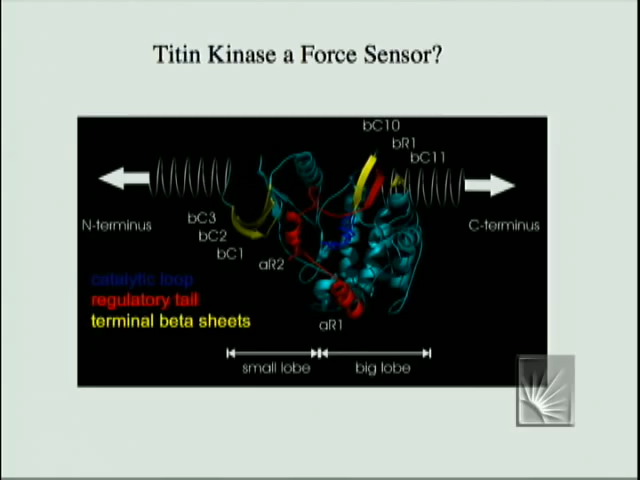 Titin Kinase a Force Sensor?
bC10
bR1
bC11
N-terminus
C-terminus
bC3
bC2
bC1
aR2
catalytic loop
regulatory tail
terminal beta sheets
aR1
small lobe
big lobe